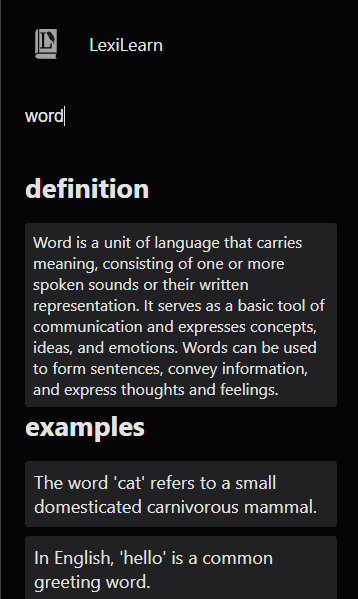 LexiLearn
word
definition
Word is a unit of language that carries
meaning, consisting of one or more
spoken sounds or their written
representation. It serves as a basic tool of
communication and expresses concepts,
ideas, and emotions. Words can be used
to form sentences, convey information,
and express thoughts and feelings.
examples
The word 'cat' refers to a small
domesticated carnivorous mammal.
In English, 'hello' is a common
greeting word.